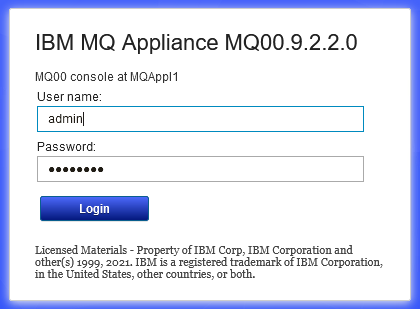 IBM MQ Appliance MQ00.9.2.2.0
MQ00 console at MQAppl1
User name:
admin
Password:
••••••••
Login
Licensed Materials - Property of IBM Corp, IBM Corporation and
other(s) 1999, 2021. IBM is a registered trademark of IBM Corporation,
in the United States, other countries, or both.